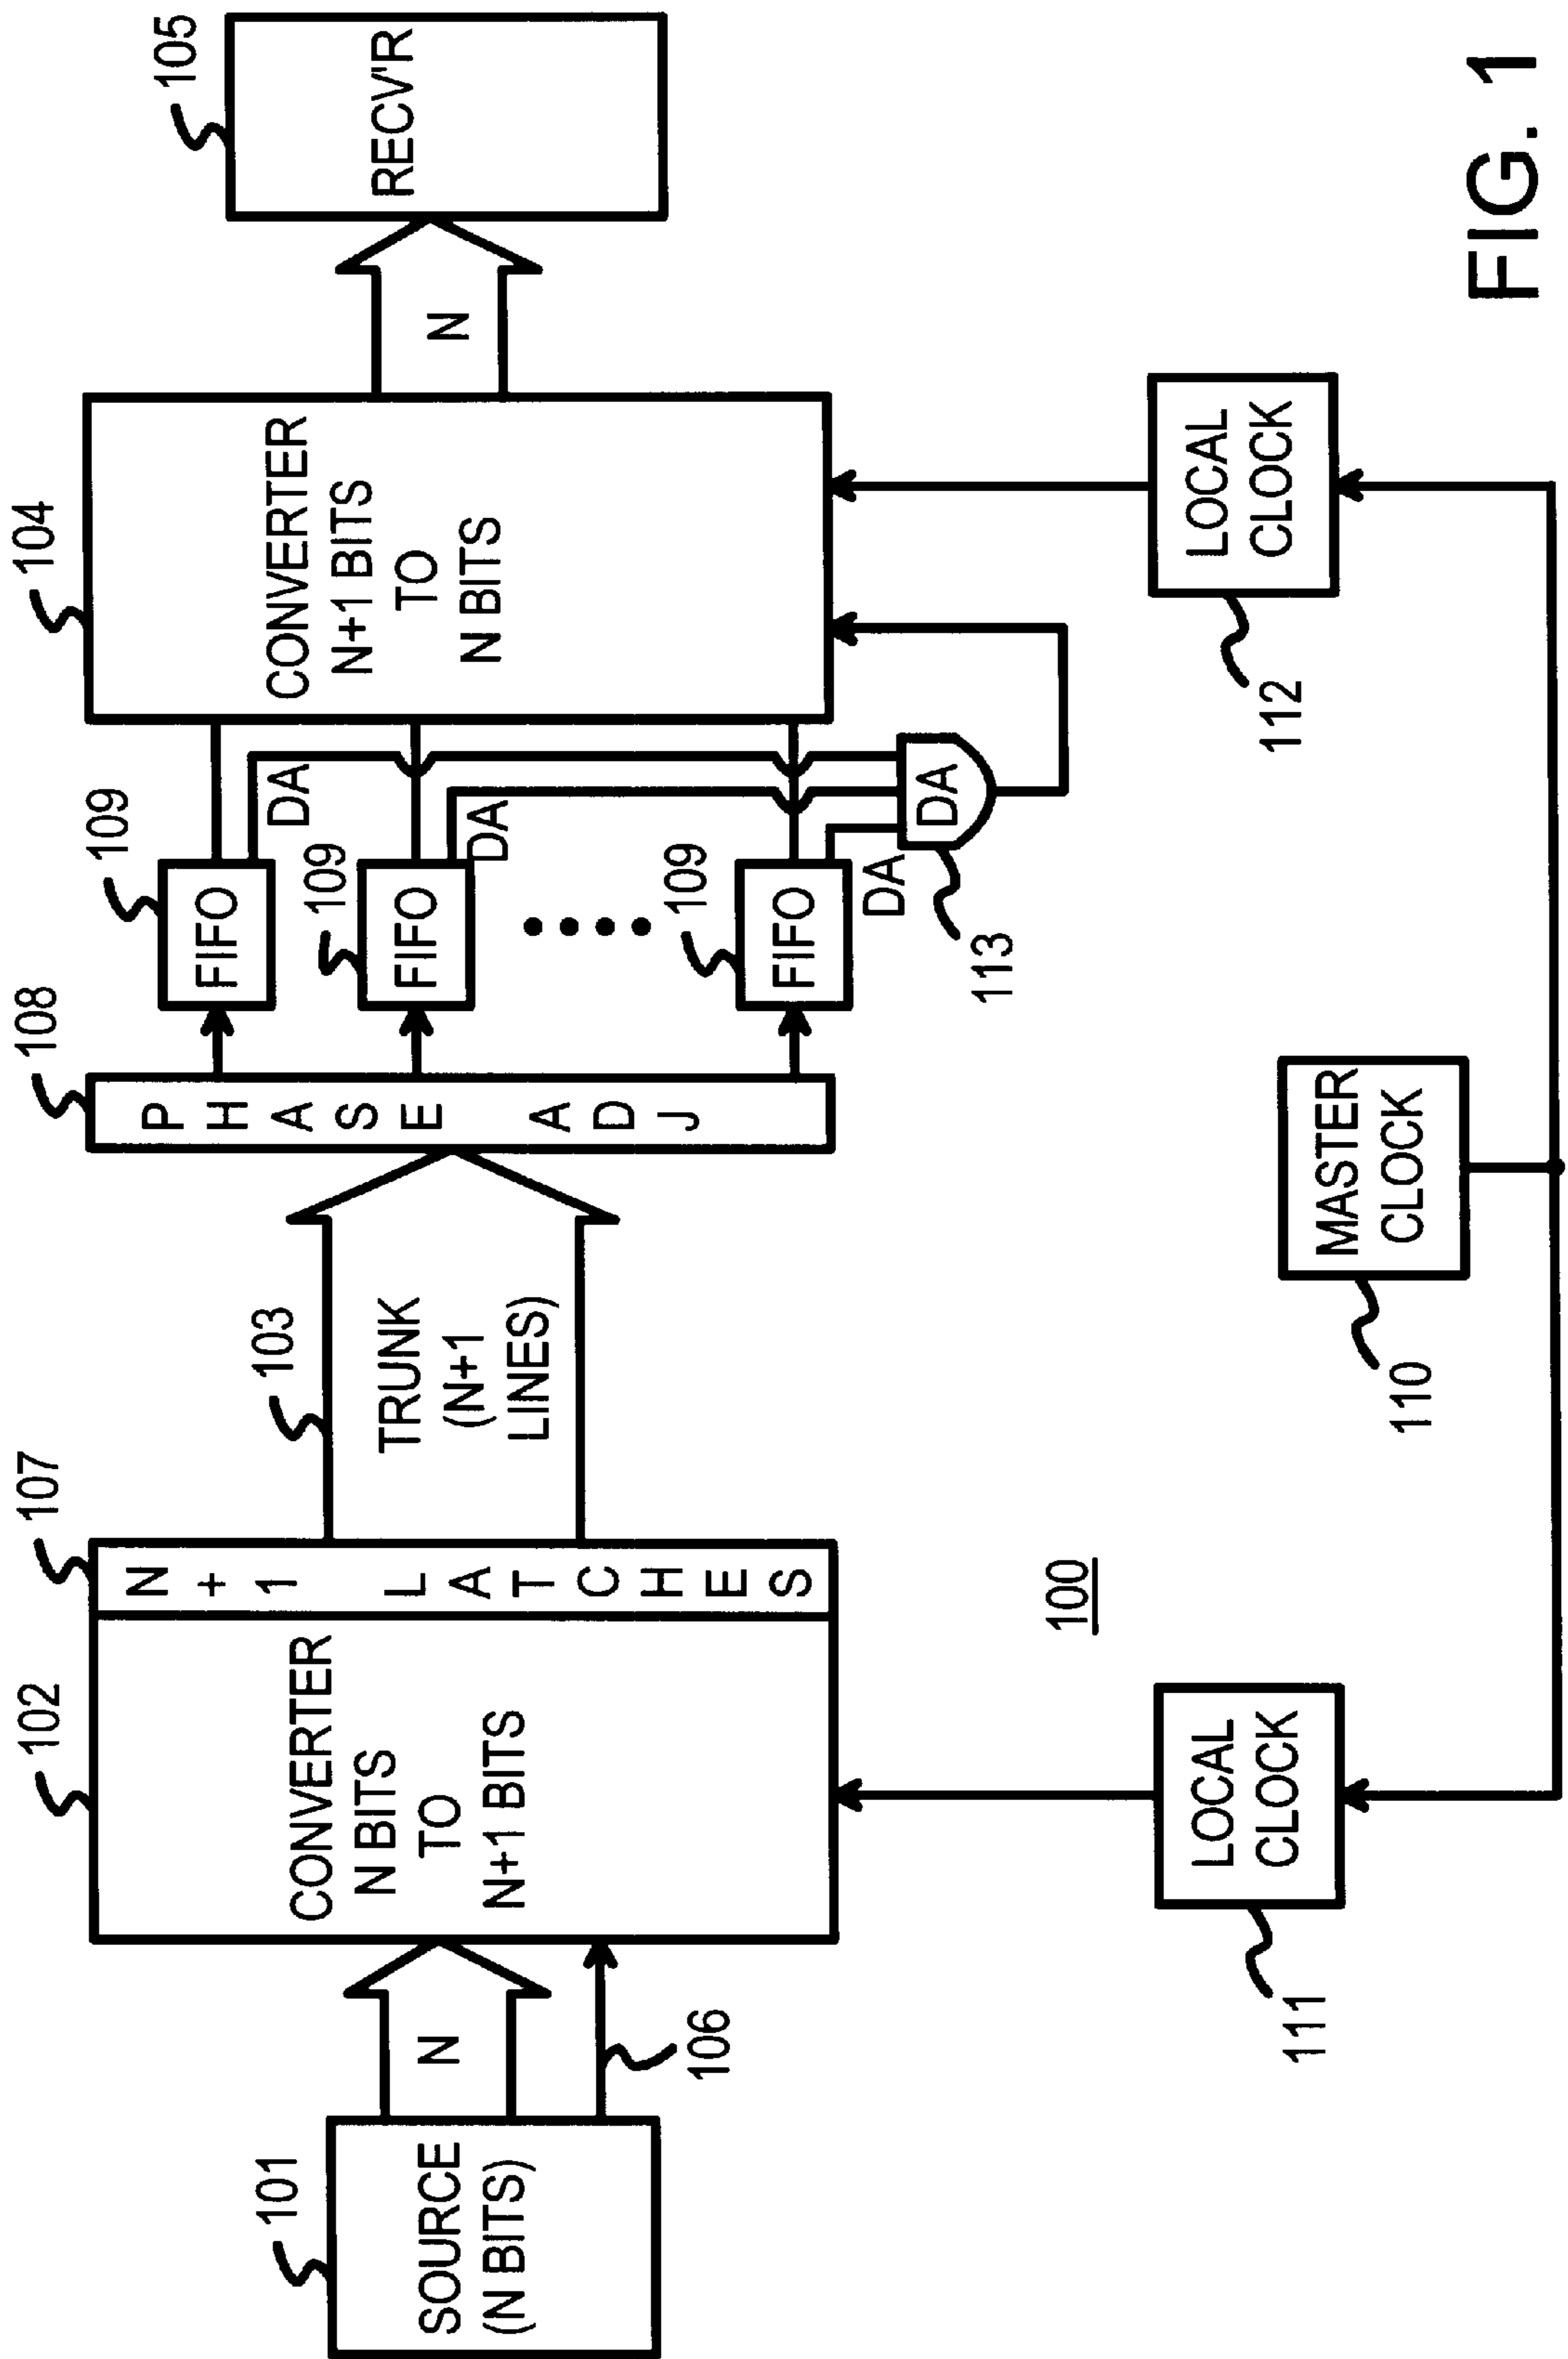 101
SOURCE
(N BITS)
N
106
102
CONVERTER
N BITS
TO
N+1 BITS
107
N+1 LATCHES
103
TRUNK
(N+1
LINES)
108
PHASE ADJ
109
FIFO
DA
109
FIFO
DA
109
FIFO
DA
DA
113
104
CONVERTER
N+1 BITS
TO
N BITS
N
105
RECV'R
100
111
LOCAL
CLOCK
110
MASTER
CLOCK
112
LOCAL
CLOCK
FIG. 1